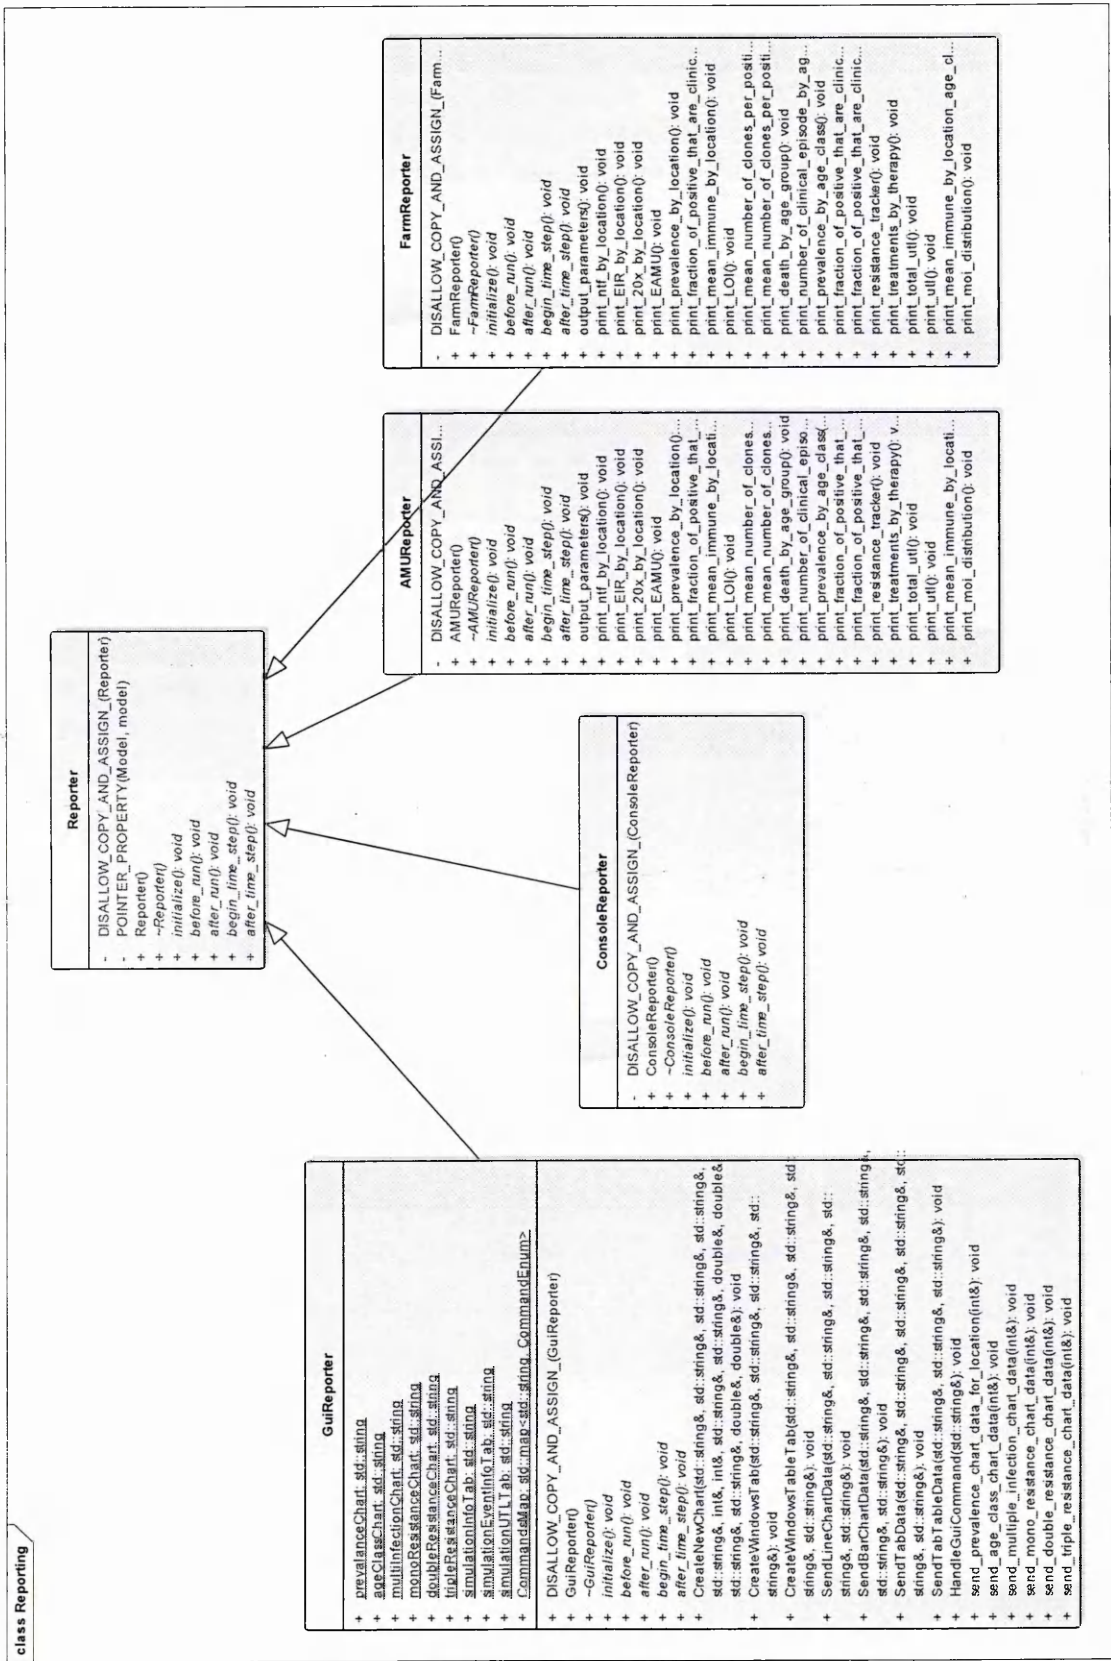 class Reporting
Reporter
- DISALLOW_COPY_AND_ASSIGN_(Reporter)
- POINTER_PROPERTY(Model, model)
+ Reporter()
+ ~Reporter()
+ initialize(): void
+ before_run(): void
+ after_run(): void
+ begin_time_step(): void
+ after_time_step(): void
GuiReporter
+ prevalanceChart: std::string
+ ageClassChart: std::string
+ multiInfectionChart: std::string
+ monoResistanceChart: std::string
+ doubleResistanceChart: std::string
+ tripleResistanceChart: std::string
+ simulationInfoTab: std::string
+ simulationEventInfoTab: std::string
+ simulationUTLTab: std::string
+ CommandsMap: std::map<std::string, CommandEnum>
+ DISALLOW_COPY_AND_ASSIGN_(GuiReporter)
+ GuiReporter()
+ ~GuiReporter()
+ initialize(): void
+ before_run(): void
+ after_run(): void
+ begin_time_step(): void
+ after_time_step(): void
+ CreateNewChart(std::string&, std::string&, std::string&, std::string&,
std::string&, int&, int&, std::string&, double&, double&
std::string&, std::string&, double&, double&): void
+ CreateWindowsTab(std::string&, std::string&, std::
string&): void
+ CreateWindowsTableTab(std::string&, std::string&, std::
string&, std::string&): void
+ SendLineChartData(std::string&, std::string&, std::
string&, std::string&): void
+ SendBarChartData(std::string&, std::string&, std::string&,
std::string&, std::string&): void
+ SendTabData(std::string&, std::string&, std::string&, std::
string&, std::string&): void
+ SendTabTableData(std::string&, std::string&, std::string&): void
+ HandleGuiCommand(std::string&): void
+ send_prevalence_chart_data_for_location(int&): void
+ send_age_class_chart_data(int&): void
+ send_multiple_infection_chart_data(int&): void
+ send_mono_resistance_chart_data(int&): void
+ send_double_resistance_chart_data(int&): void
+ send_triple_resistance_chart_data(int&): void
ConsoleReporter
- DISALLOW_COPY_AND_ASSIGN_(ConsoleReporter)
+ ConsoleReporter()
+ ~ConsoleReporter()
+ initialize(): void
+ before_run(): void
+ after_run(): void
+ begin_time_step(): void
+ after_time_step(): void
AMUReporter
- DISALLOW_COPY_AND_ASSI...
+ AMUReporter()
+ ~AMUReporter()
+ initialize(): void
+ before_run(): void
+ after_run(): void
+ begin_time_step(): void
+ after_time_step(): void
+ output_parameters(): void
+ print_ntf_by_location(): void
+ print_EIR_by_location(): void
+ print_20x_by_location(): void
+ print_EAMU(): void
+ print_prevalence_by_location():...
+ print_fraction_of_positive_that_...
+ print_mean_immune_by_locati...
+ print_LOI(): void
+ print_mean_number_of_clones...
+ print_mean_number_of_clones...
+ print_death_by_age_group(): void
+ print_number_of_clinical_episo...
+ print_prevalence_by_age_class(...
+ print_fraction_of_positive_that_...
+ print_fraction_of_positive_that_...
+ print_resistance_tracker(): void
+ print_treatments_by_therapy(): v...
+ print_total_utl(): void
+ print_utl(): void
+ print_mean_immune_by_locati...
+ print_moi_distribution(): void
FarmReporter
- DISALLOW_COPY_AND_ASSIGN_(Farm...
+ FarmReporter()
+ ~FarmReporter()
+ initialize(): void
+ before_run(): void
+ after_run(): void
+ begin_time_step(): void
+ after_time_step(): void
+ output_parameters(): void
+ print_ntf_by_location(): void
+ print_EIR_by_location(): void
+ print_20x_by_location(): void
+ print_EAMU(): void
+ print_prevalence_by_location(): void
+ print_fraction_of_positive_that_are_clinic...
+ print_mean_immune_by_location(): void
+ print_LOI(): void
+ print_mean_number_of_clones_per_positi...
+ print_mean_number_of_clones_per_positi...
+ print_death_by_age_group(): void
+ print_number_of_clinical_episode_by_ag...
+ print_prevalence_by_age_class(): void
+ print_fraction_of_positive_that_are_clinic...
+ print_fraction_of_positive_that_are_clinic...
+ print_resistance_tracker(): void
+ print_treatments_by_therapy(): void
+ print_total_utl(): void
+ print_utl(): void
+ print_mean_immune_by_location_age_cl...
+ print_moi_distribution(): void